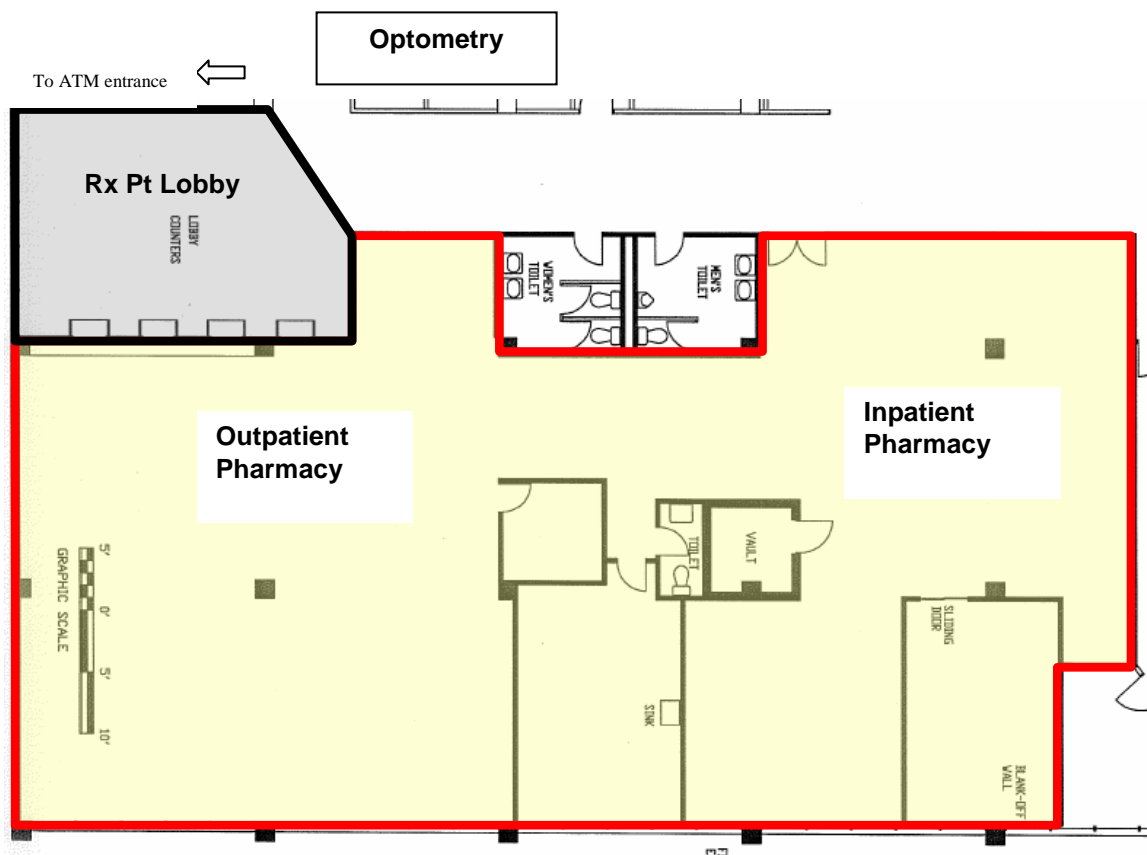 Optometry
To ATM entrance
Rx Pt Lobby
LOBBY
COUNTERS
WOMEN'S
TOILET
MEN'S
TOILET
Outpatient
Pharmacy
Inpatient
Pharmacy
TOILET
VAULT
5'
0'
5'
10'
GRAPHIC SCALE
SLIDING
DOOR
SINK
BLANK-OFF
WALL